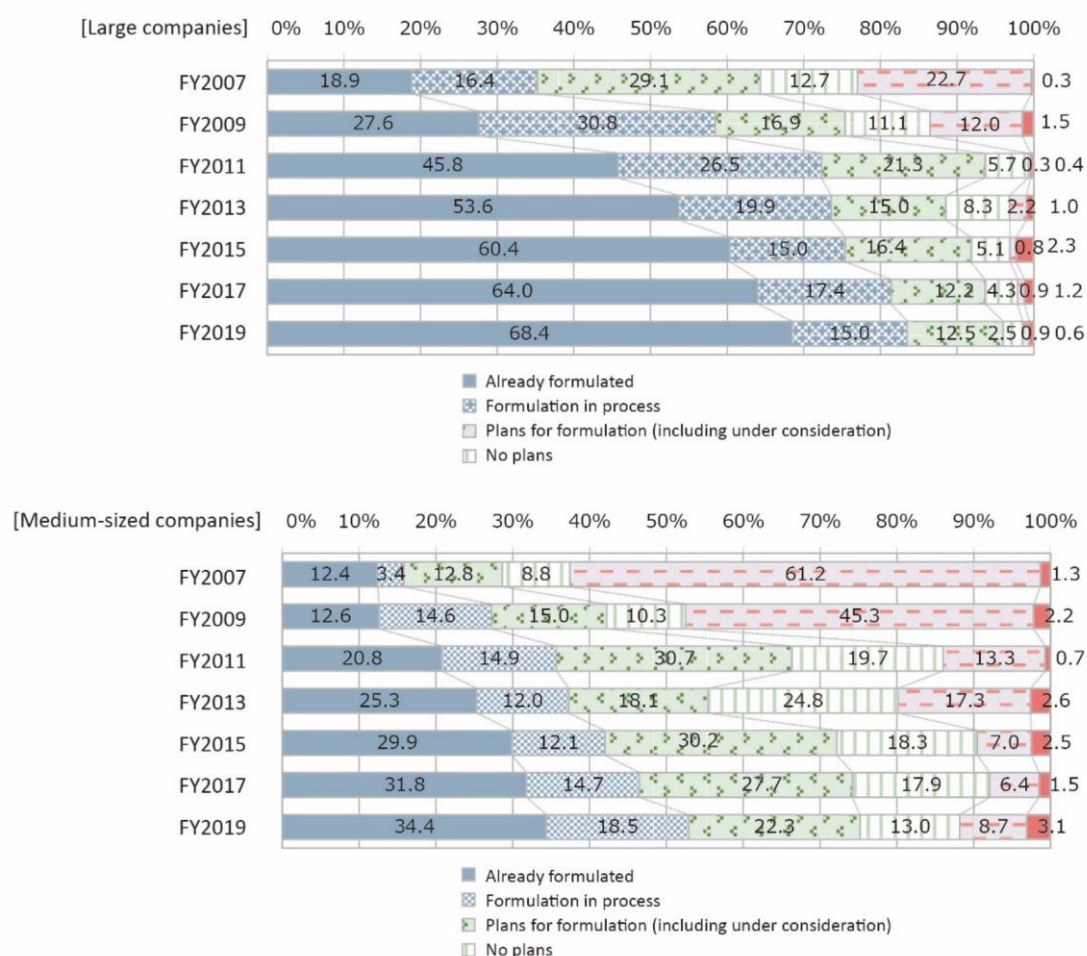 [Large companies] 0% 10% 20% 30% 40% 50% 60% 70% 80% 90% 100%
FY2007 18.9 16.4 29.1 12.7 22.7 0.3
FY2009 27.6 30.8 16.9 11.1 12.0 1.5
FY2011 45.8 26.5 21.3 5.7 0.3 0.4
FY2013 53.6 19.9 15.0 8.3 2.2 1.0
FY2015 60.4 15.0 16.4 5.1 0.8 2.3
FY2017 64.0 17.4 12.2 4.3 0.9 1.2
FY2019 68.4 15.0 12.5 2.5 0.9 0.6
Already formulated
Formulation in process
Plans for formulation (including under consideration)
No plans
[Medium-sized companies] 0% 10% 20% 30% 40% 50% 60% 70% 80% 90% 100%
FY2007 12.4 3.4 12.8 8.8 61.2 1.3
FY2009 12.6 14.6 15.0 10.3 45.3 2.2
FY2011 20.8 14.9 30.7 19.7 13.3 0.7
FY2013 25.3 12.0 18.1 24.8 17.3 2.6
FY2015 29.9 12.1 30.2 18.3 7.0 2.5
FY2017 31.8 14.7 27.7 17.9 6.4 1.5
FY2019 34.4 18.5 22.3 13.0 8.7 3.1
Already formulated
Formulation in process
Plans for formulation (including under consideration)
No plans